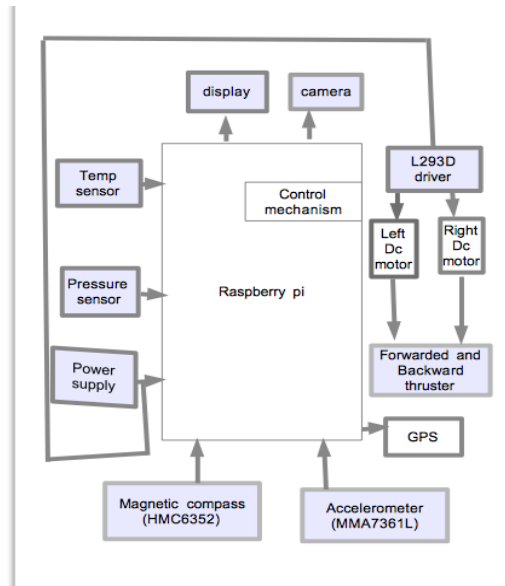 display
camera
L293D
driver
Temp
sensor
Control
mechanism
Left
Dc
motor
Right
Dc
motor
Pressure
sensor
Raspberry pi
Power
supply
Forwarded and
Backward
thruster
GPS
Magnetic compass
(HMC6352)
Accelerometer
(MMA7361L)